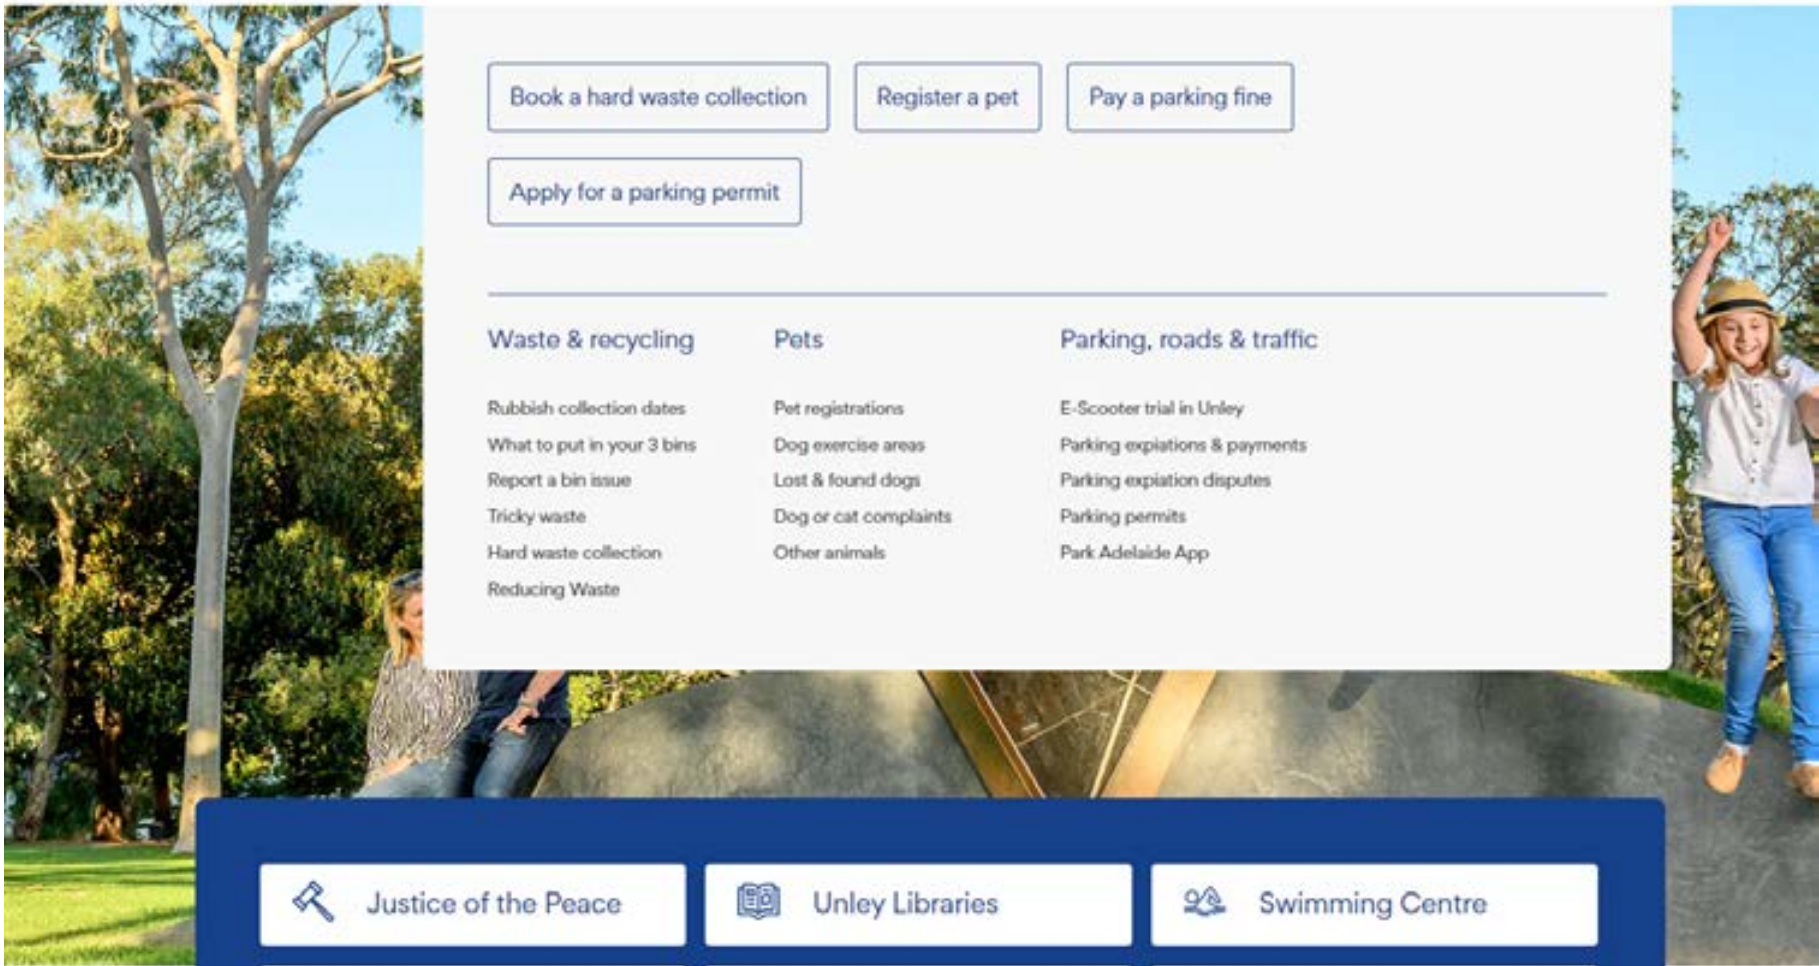 Book a hard waste collection
Register a pet
Pay a parking fine
Apply for a parking permit
Waste & recycling
Rubbish collection dates
What to put in your 3 bins
Report a bin issue
Tricky waste
Hard waste collection
Reducing Waste
Pets
Pet registrations
Dog exercise areas
Lost & found dogs
Dog or cat complaints
Other animals
Parking, roads & traffic
E-Scooter trial in Unley
Parking expiations & payments
Parking expiation disputes
Parking permits
Park Adelaide App
Justice of the Peace
Unley Libraries
Swimming Centre